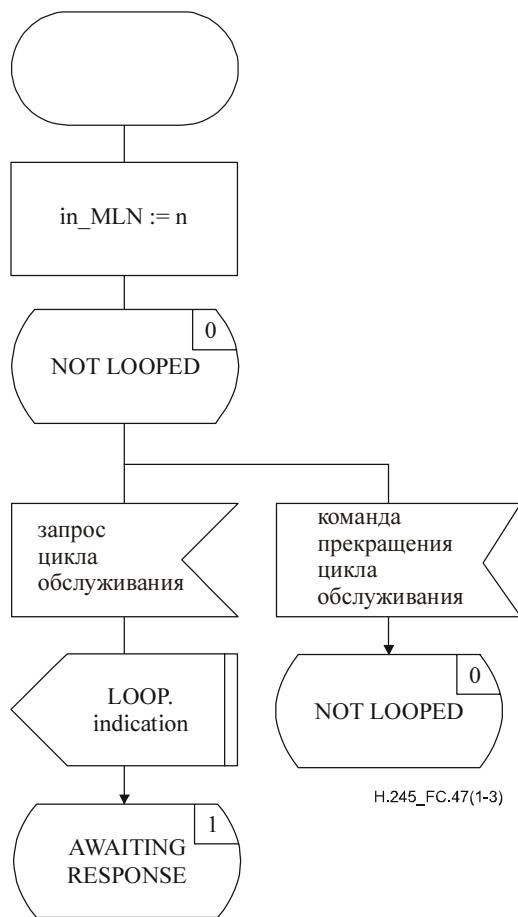 in_MLN := n
0
NOT LOOPED
запрос
цикла
обслуживания
команда
прекращения
цикла
обслуживания
LOOP.
indication
0
NOT LOOPED
H.245_FC.47(1-3)
1
AWAITING
RESPONSE